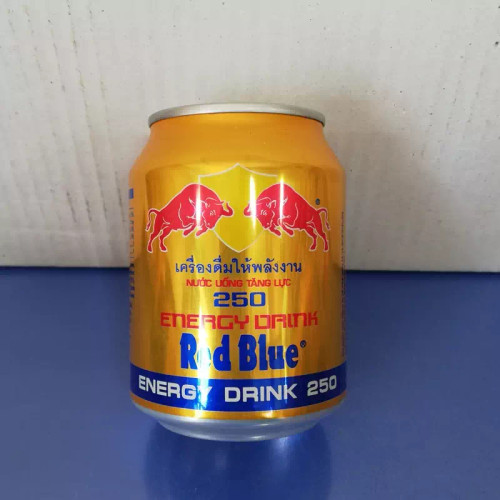 เครื่องดื่มให้พลังงาน
NƯỚC UỐNG TĂNG LỰC
250
ENERGY DRINK
Red Blue®
ENERGY DRINK 250